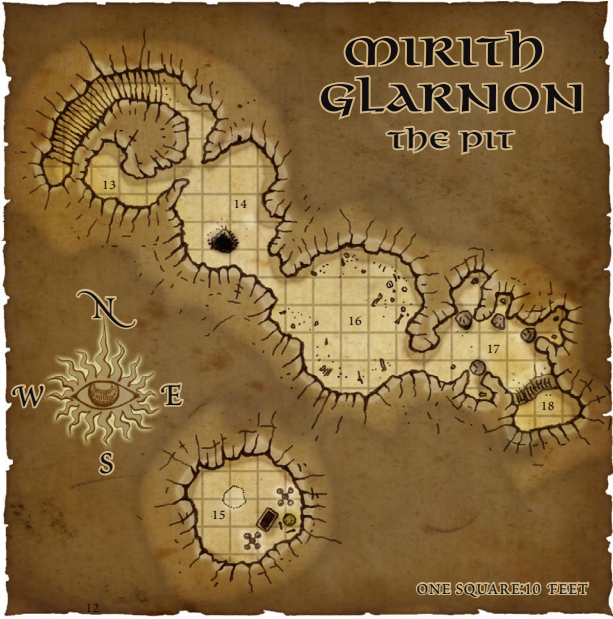 MIRITH
GLARNON
THE PIT
13
14
16
17
18
N
W
E
S
15
ONE SQUARE:10 FEET
12